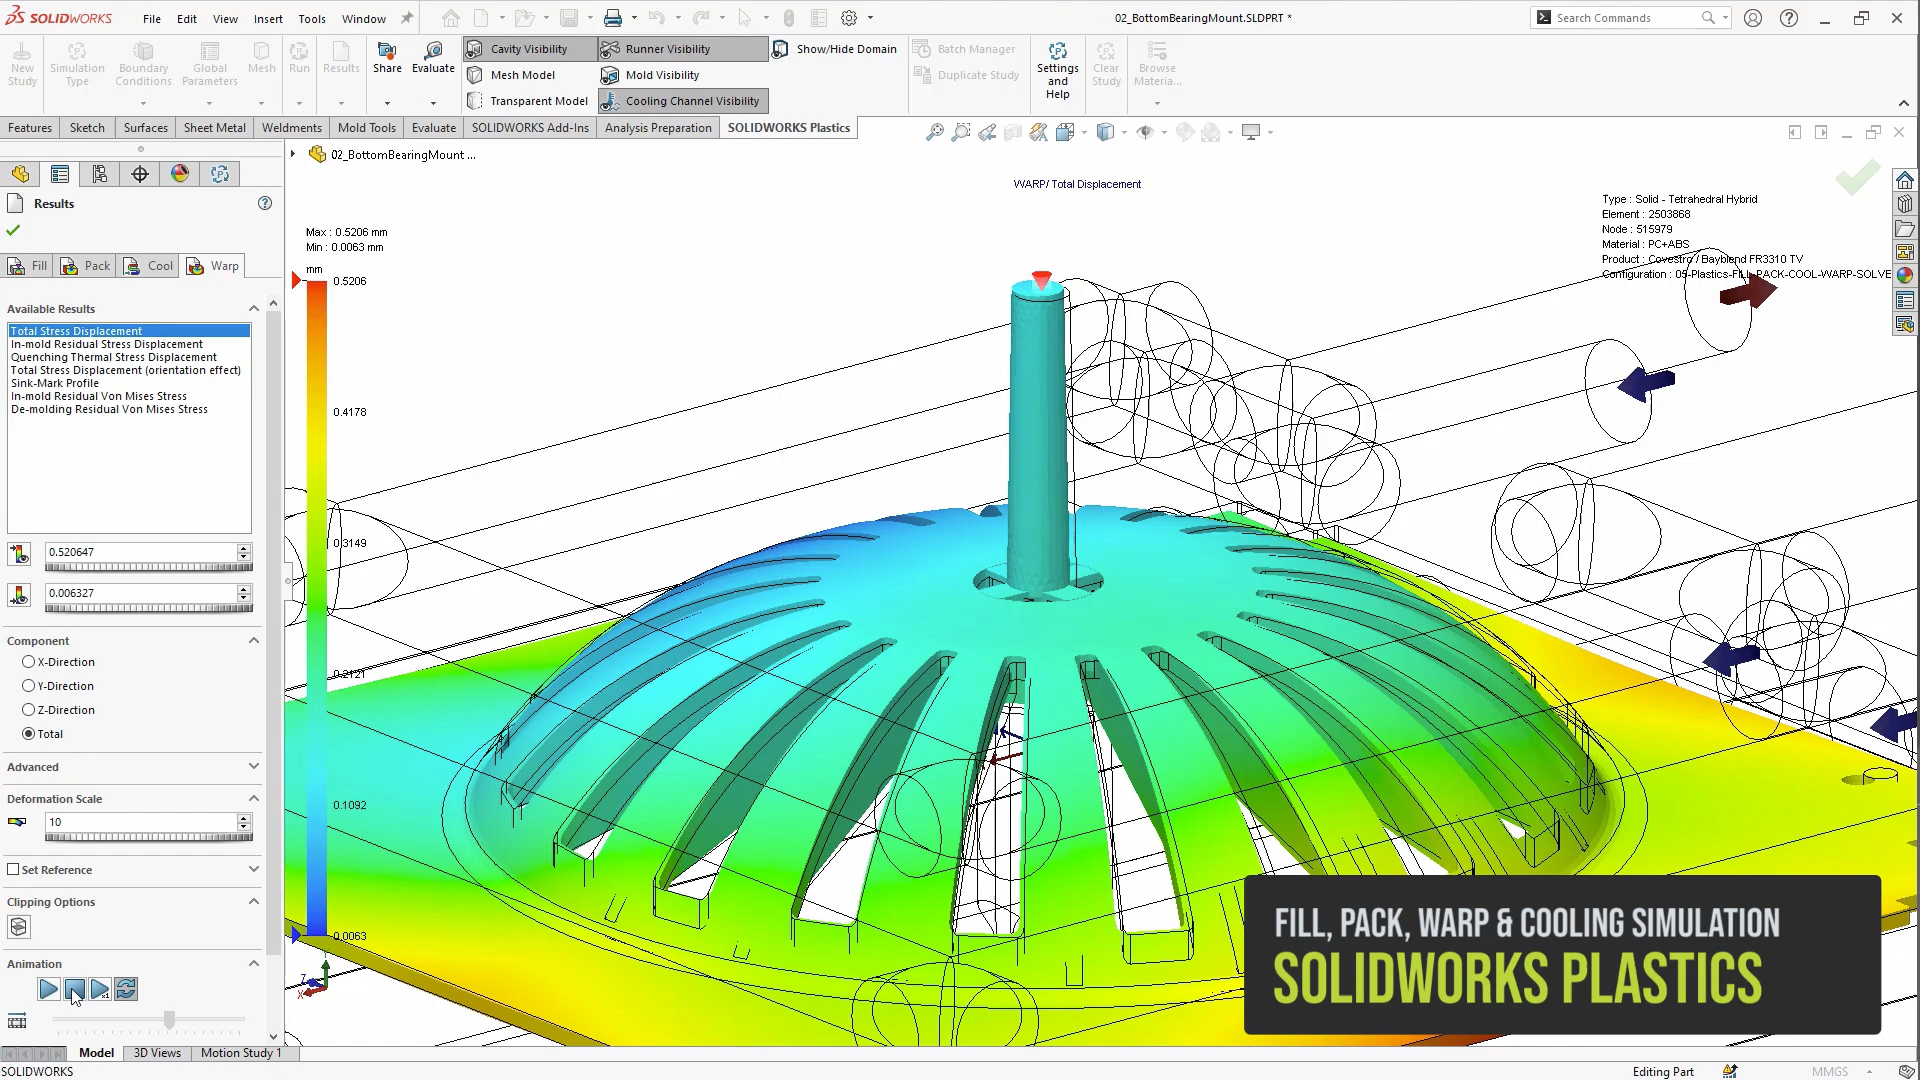 SOLIDWORKS
File Edit View Insert Tools Window
02_BottomBearingMount.SLDPRT *
Search Commands
New Study
Simulation Type
Boundary Conditions
Global Parameters
Mesh
Run
Results
Share
Evaluate
Cavity Visibility
Runner Visibility
Show/Hide Domain
Mesh Model
Mold Visibility
Transparent Model
Cooling Channel Visibility
Batch Manager
Duplicate Study
Settings and Help
Clear Study
Browse Materia...
Features Sketch Surfaces Sheet Metal Weldments Mold Tools Evaluate SOLIDWORKS Add-Ins Analysis Preparation SOLIDWORKS Plastics
02_BottomBearingMount ...
Results
Fill Pack Cool Warp
Available Results
Total Stress Displacement
In-mold Residual Stress Displacement
Quenching Thermal Stress Displacement
Total Stress Displacement (orientation effect)
Sink-Mark Profile
In-mold Residual Von Mises Stress
De-molding Residual Von Mises Stress
0.520647
0.006327
Component
X-Direction
Y-Direction
Z-Direction
Total
Advanced
Deformation Scale
10
Set Reference
Clipping Options
Animation
x1
WARP/ Total Displacement
Max : 0.5206 mm
Min : 0.0063 mm
mm
0.5206
0.4178
0.3149
0.2121
0.1092
0.0063
Z
X
Type : Solid - Tetrahedral Hybrid
Element : 2503868
Node : 515979
Material : PC+ABS
Product : Covestro / Bayblend FR3310 TV
Configuration : 05-Plastics-FILL-PACK-COOL-WARP-SOLVE
FILL, PACK, WARP & COOLING SIMULATION
SOLIDWORKS PLASTICS
Model 3D Views Motion Study 1
SOLIDWORKS
Editing Part
MMGS